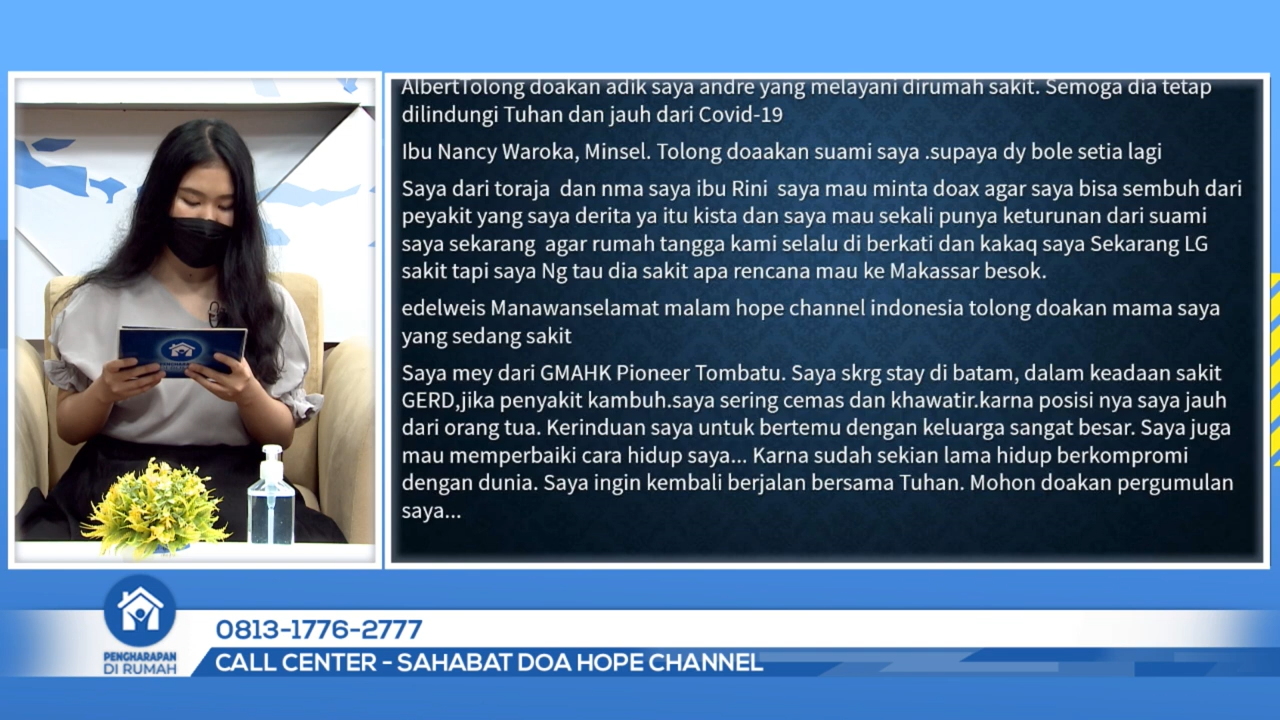 AlbertTolong doakan adik saya andre yang melayani dirumah sakit. Semoga dia tetap
dilindungi Tuhan dan jauh dari Covid-19
Ibu Nancy Waroka, Minsel. Tolong doaakan suami saya .supaya dy bole setia lagi
Saya dari toraja dan nma saya ibu Rini saya mau minta doax agar saya bisa sembuh dari
peyakit yang saya derita ya itu kista dan saya mau sekali punya keturunan dari suami
saya sekarang agar rumah tangga kami selalu di berkati dan kakaq saya Sekarang LG
sakit tapi saya Ng tau dia sakit apa rencana mau ke Makassar besok.
edelweis Manawanselamat malam hope channel indonesia tolong doakan mama saya
yang sedang sakit
Saya mey dari GMAHK Pioneer Tombatu. Saya skrg stay di batam, dalam keadaan sakit
GERD,jika penyakit kambuh.saya sering cemas dan khawatir.karna posisi nya saya jauh
dari orang tua. Kerinduan saya untuk bertemu dengan keluarga sangat besar. Saya juga
mau memperbaiki cara hidup saya... Karna sudah sekian lama hidup berkompromi
dengan dunia. Saya ingin kembali berjalan bersama Tuhan. Mohon doakan pergumulan
saya...
0813-1776-2777
CALL CENTER - SAHABAT DOA HOPE CHANNEL
PENGHARAPAN
DI RUMAH